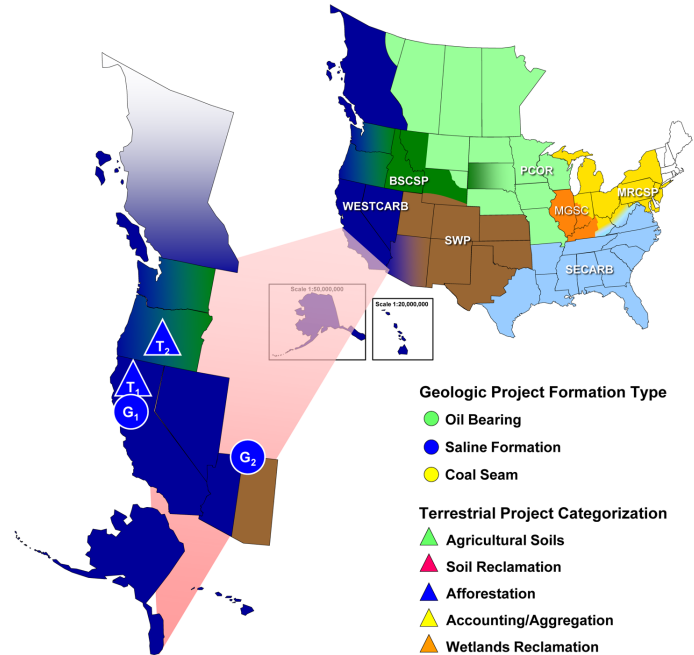 PCOR
BSCSP
MRCSP
WESTCARB
MGSC
SWP
SECARB
Scale 1:50,000,000
Scale 1:20,000,000
T2
T1
G1
G2
Geologic Project Formation Type
Oil Bearing
Saline Formation
Coal Seam
Terrestrial Project Categorization
Agricultural Soils
Soil Reclamation
Afforestation
Accounting/Aggregation
Wetlands Reclamation